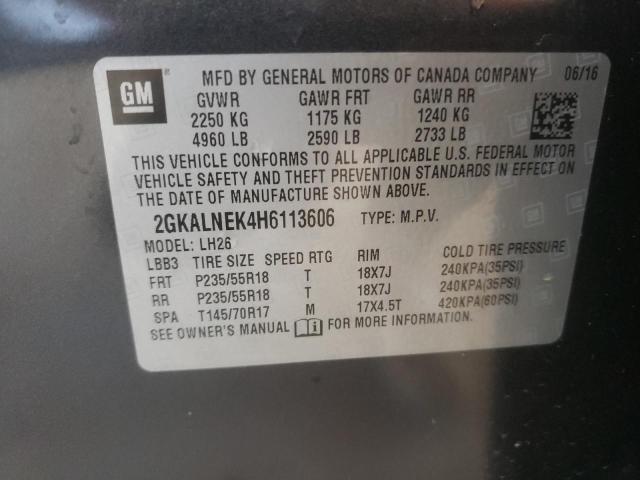 GM
MFD BY GENERAL MOTORS OF CANADA COMPANY 06/16
GVWR GAWR FRT GAWR RR
2250 KG 1175 KG 1240 KG
4960 LB 2590 LB 2733 LB
THIS VEHICLE CONFORMS TO ALL APPLICABLE U.S. FEDERAL MOTOR
VEHICLE SAFETY AND THEFT PREVENTION STANDARDS IN EFFECT ON
THE DATE OF MANUFACTURE SHOWN ABOVE.
2GKALNEK4H6113606 TYPE: M.P.V.
MODEL: LH26
LBB3 TIRE SIZE SPEED RTG RIM COLD TIRE PRESSURE
FRT P235/55R18 T 18X7J 240KPA(35PSI)
RR P235/55R18 T 18X7J 240KPA(35PSI)
SPA T145/70R17 M 17X4.5T 420KPA(60PSI)
SEE OWNER'S MANUAL FOR MORE INFORMATION.